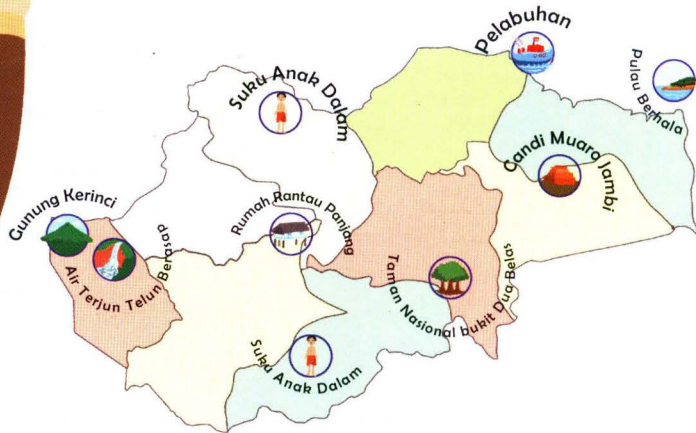 Pelabuhan
Suku Anak Dalam
Pulau Berhala
Candi Muaro Jambi
Gunung Kerinci
Rumah Rantau Panjang
Air Terjun Telun Berasap
Taman Nasional bukit Dua Belas
Suku Anak Dalam